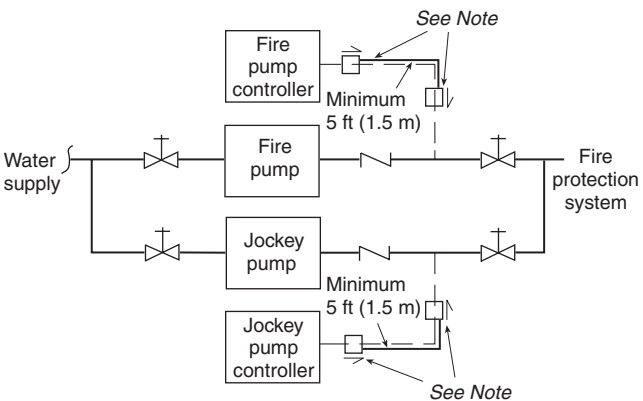 See Note
Fire
pump
controller
Minimum
5 ft (1.5 m)
Water
supply
Fire
pump
Fire
protection
system
Jockey
pump
Minimum
5 ft (1.5 m)
Jockey
pump
controller
See Note